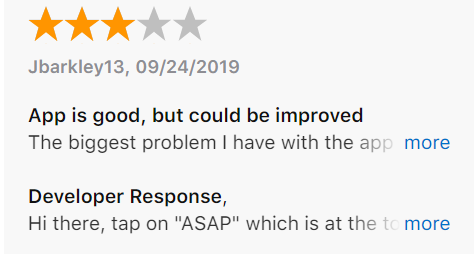 Jbarkley13, 09/24/2019
App is good, but could be improved
The biggest problem I have with the app more
Developer Response,
Hi there, tap on "ASAP" which is at the more